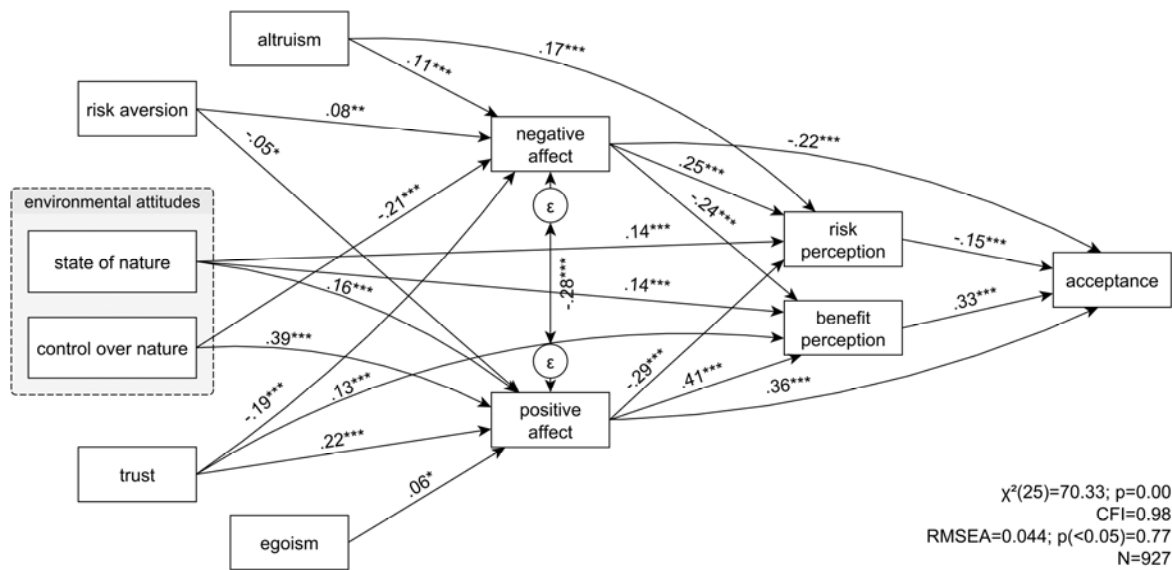 altruism
.17***
.11***
risk aversion
.08**
negative
affect
-.22***
-.05*
.25***
environmental attitudes
-.21***
ε
-.24***
risk
perception
-.15***
state of nature
.14***
acceptance
.16***
-.28***
.14***
benefit
perception
.33***
control over nature
.39***
ε
-.29***
.41***
.36***
-.19***
.13***
positive
affect
trust
.22***
.06*
egoism
χ²(25)=70.33; p=0.00
CFI=0.98
RMSEA=0.044; p(<0.05)=0.77
N=927